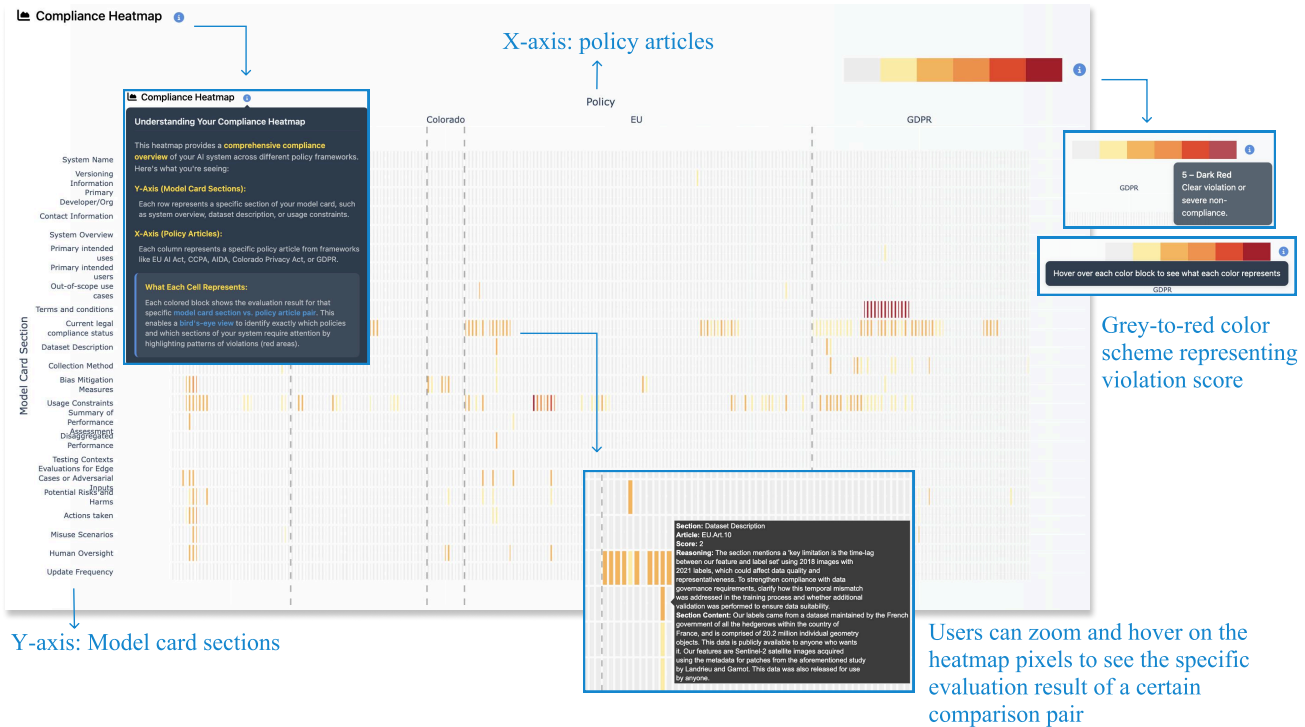 Compliance Heatmap
X-axis: policy articles
Policy
Colorado
EU
GDPR
Compliance Heatmap
Understanding Your Compliance Heatmap
This heatmap provides a comprehensive compliance
overview of your AI system across different policy frameworks.
Here's what you're seeing:
Y-Axis (Model Card Sections):
Each row represents a specific section of your model card, such
as system overview, dataset description, or usage constraints.
X-Axis (Policy Articles):
Each column represents a specific policy article from frameworks
like EU AI Act, CCPA, AIDA, Colorado Privacy Act, or GDPR.
What Each Cell Represents:
Each colored block shows the evaluation result for that
specific model card section vs. policy article pair. This
enables a bird's-eye view to identify exactly which policies
and which sections of your system require attention by
highlighting patterns of violations (red areas).
GDPR
5 – Dark Red
Clear violation or
severe non-
compliance.
Hover over each color block to see what each color represents
GDPR
Grey-to-red color
scheme representing
violation score
Model Card Section
System Name
Versioning
Information
Primary
Developer/Org
Contact Information
System Overview
Primary intended
uses
Primary intended
users
Out-of-scope use
cases
Terms and conditions
Current legal
compliance status
Dataset Description
Collection Method
Bias Mitigation
Measures
Usage Constraints
Summary of
Performance
Assessment
Disaggregated
Performance
Testing Contexts
Evaluations for Edge
Cases or Adversarial
Inputs
Potential Risks and
Harms
Actions taken
Misuse Scenarios
Human Oversight
Update Frequency
Y-axis: Model card sections
Section: Dataset Description
Article: EU.Art.10
Score: 2
Reasoning: The section mentions a 'key limitation is the time-lag
between our feature and label set' using 2018 images with
2021 labels, which could affect data quality and
representativeness. To strengthen compliance with data
governance requirements, clarify how this temporal mismatch
was addressed in the training process and whether additional
validation was performed to ensure data suitability.
Section Content: Our labels came from a dataset maintained by the French
government of all the hedgerows within the country of
France, and is comprised of 20.2 million individual geometry
objects. This data is publicly available to anyone who wants
it. Our features are Sentinel-2 satellite images acquired
using the metadata for patches from the aforementioned study
by Landrieu and Garnot. This data was also released for use
by anyone.
Users can zoom and hover on the
heatmap pixels to see the specific
evaluation result of a certain
comparison pair